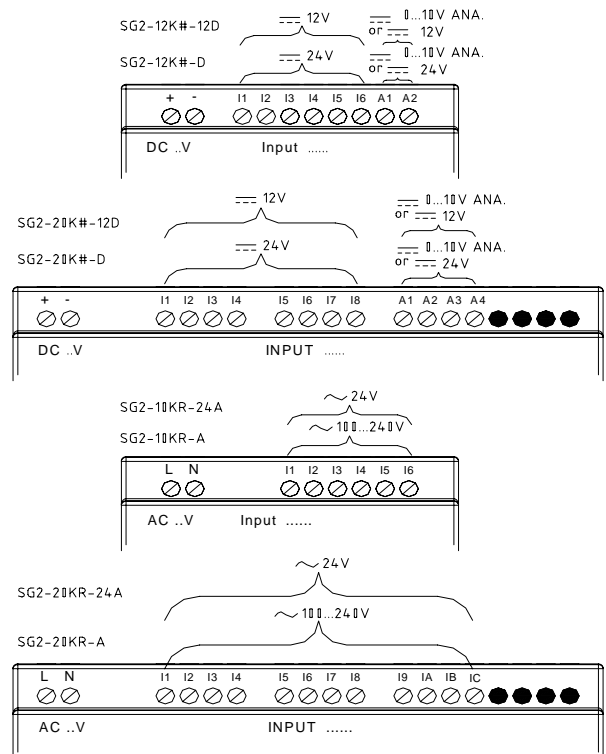 SG2-12K#-12D 12V 0...10V ANA.
or 12V
SG2-12K#-D 24V 0...10V ANA.
or 24V
+ - I1 I2 I3 I4 I5 I6 A1 A2
DC ..V Input ......
12V 0...10V ANA.
SG2-20K#-12D or 12V
SG2-20K#-D 24V 0...10V ANA.
or 24V
+ - I1 I2 I3 I4 I5 I6 I7 I8 A1 A2 A3 A4
DC ..V INPUT ......
SG2-10KR-24A ~ 24V
SG2-10KR-A ~ 100...240V
L N I1 I2 I3 I4 I5 I6
AC ..V Input ......
~ 24V
SG2-20KR-24A
~ 100...240V
SG2-20KR-A
L N I1 I2 I3 I4 I5 I6 I7 I8 I9 IA IB IC
AC ..V INPUT ......